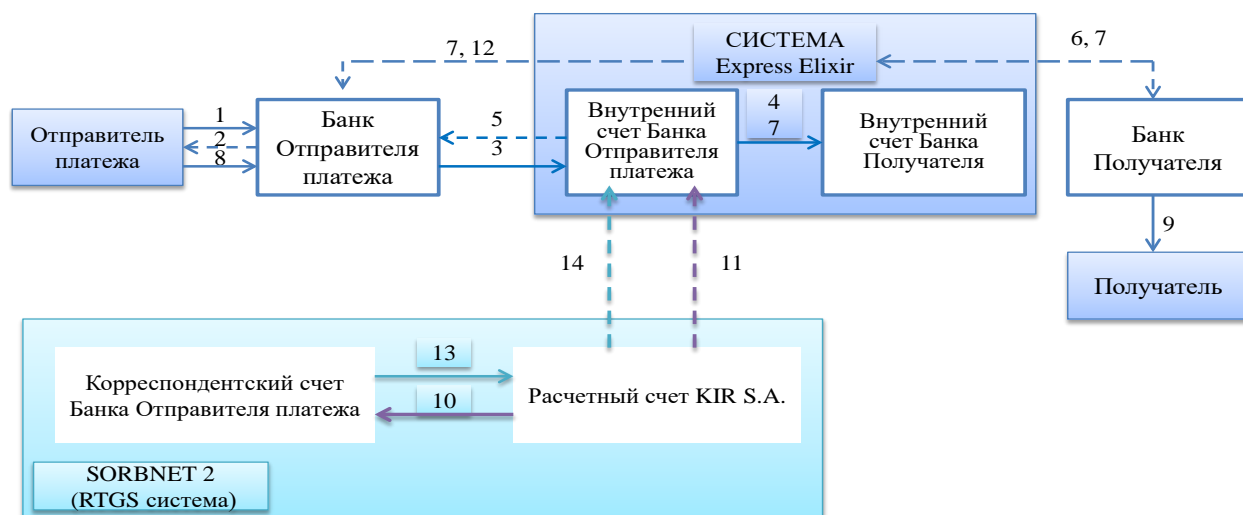 7, 12
СИСТЕМА
Express Elixir
6, 7
Отправитель
платежа
1
2
8
Банк
Отправителя
платежа
5
3
Внутренний
счет Банка
Отправителя
платежа
4
7
Внутренний
счет Банка
Получателя
Банк
Получателя
9
14
11
Получатель
Корреспондентский счет
Банка Отправителя платежа
13
10
Расчетный счет KIR S.A.
SORBNET 2
(RTGS система)